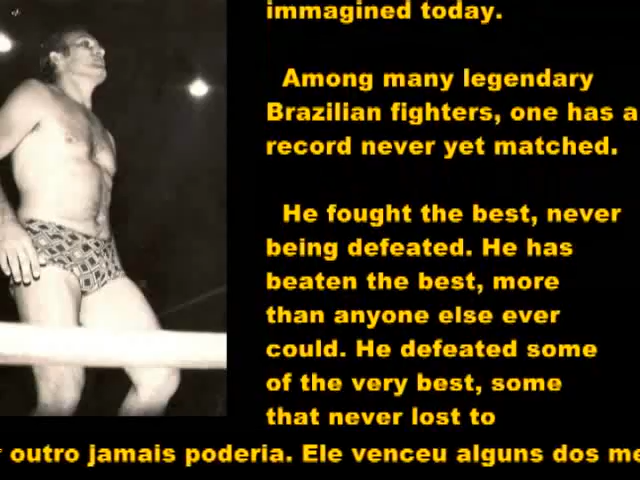 immagined today.
Among many legendary
Brazilian fighters, one has a
record never yet matched.
He fought the best, never
being defeated. He has
beaten the best, more
than anyone else ever
could. He defeated some
of the very best, some
that never lost to
outro jamais poderia. Ele venceu alguns dos me